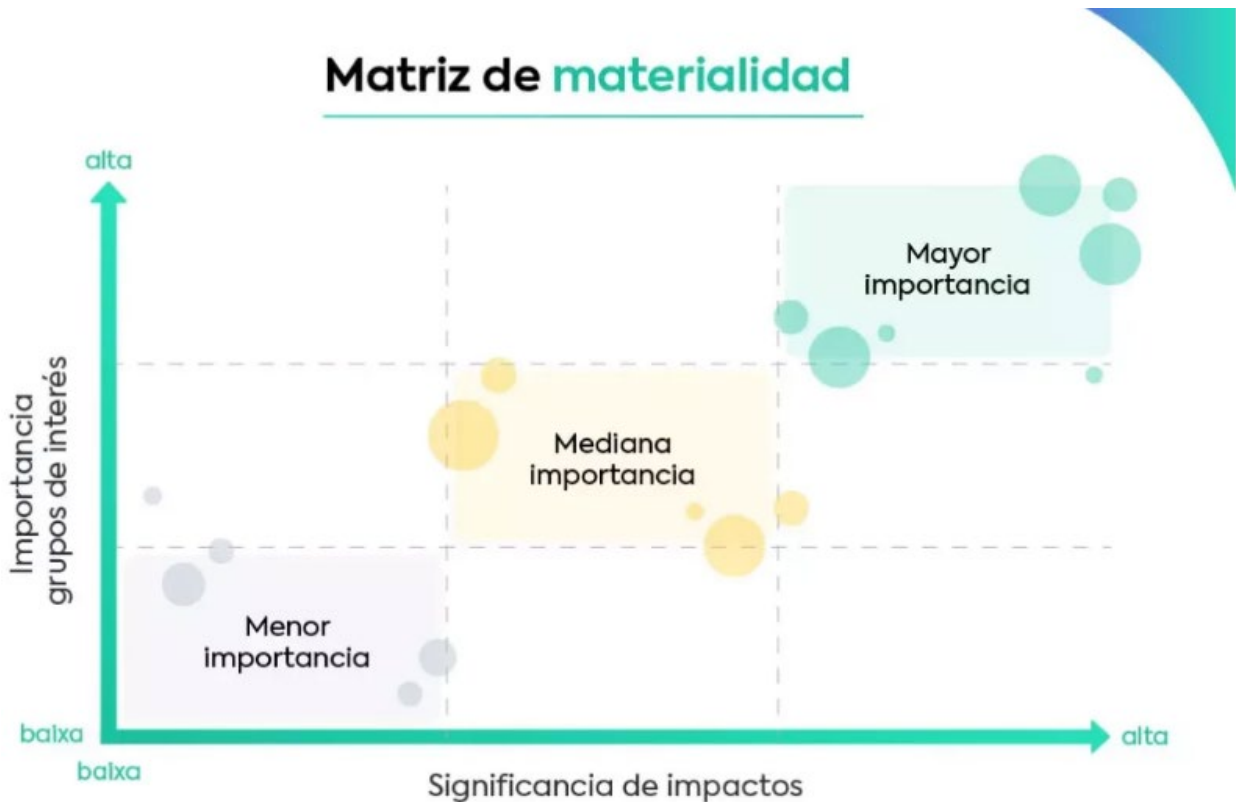 Matriz de materialidad
alta
Mayor
importancia
Importancia
grupos de interés
Mediana
importancia
Menor
importancia
baixa
baixa
alta
Significancia de impactos